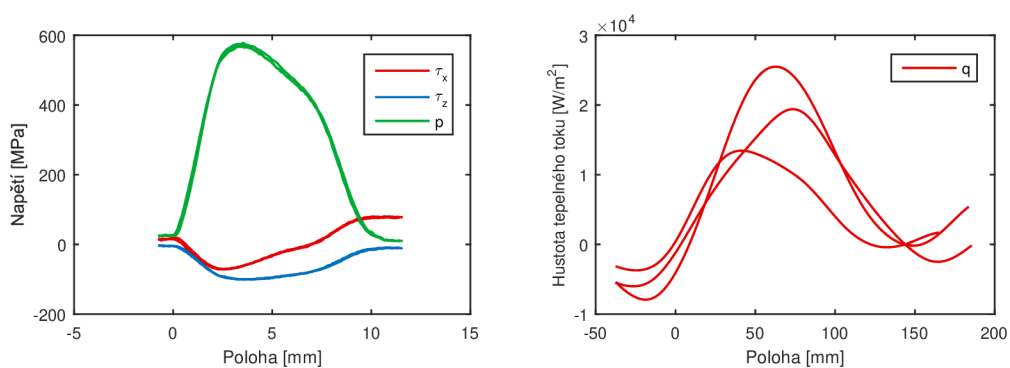 600
400
200
0
-200
-5
0
5
10
15
Napětí [MPa]
Poloha [mm]
τx
τz
p
×10^4
3
2
1
0
-1
-50
0
50
100
150
200
Hustota tepelného toku [W/m²]
Poloha [mm]
q